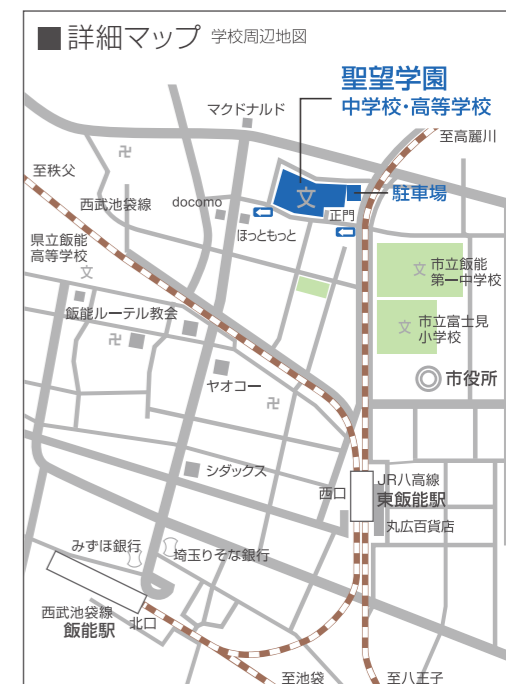 ■詳細マップ 学校周辺地図
聖望学園
中学校・高等学校
マクドナルド
至高麗川
卍
至秩父
文
駐車場
西武池袋線
docomo
正門
ほっともっと
県立飯能
高等学校
文
文
市立飯能
第一中学校
飯能ルーテル教会
文
市立富士見
小学校
卍
ヤオコー
市役所
卍
シダックス
JR八高線
西口
東飯能駅
丸広百貨店
みずほ銀行
埼玉りそな銀行
西武池袋線
飯能駅
北口
至池袋
至八王子